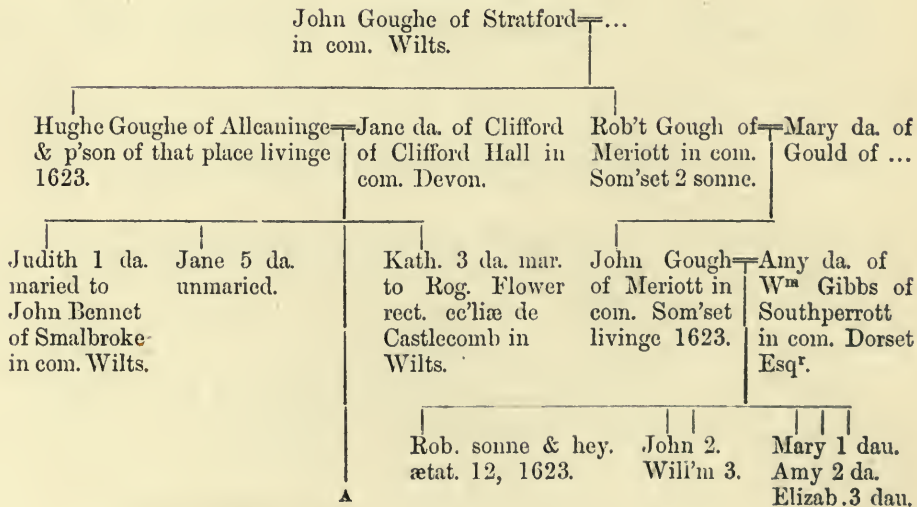 John Goughe of Stratford ...
in com. Wilts.
Hughe Goughe of Allcaninge
& p'son of that place livinge
1623.
Jane da. of Clifford
of Clifford Hall in
com. Devon.
Rob't Gough of
Meriott in com.
Som'set 2 sonne.
Mary da. of
Gould of ...
Judith 1 da.
maried to
John Bennet
of Smalbroke
in com. Wilts.
Jane 5 da.
unmaried.
Kath. 3 da. mar.
to Rog. Flower
rect. ec'liæ de
Castlecomb in
Wilts.
John Gough
of Meriott in
com. Som'set
livinge 1623.
Amy da. of
Wᵐ Gibbs of
Southperrott
in com. Dorset
Esqʳ.
Rob. sonne & hey.
ætat. 12, 1623.
John 2.
Will'm 3.
Mary 1 dau.
Amy 2 da.
Elizab. 3 dau.
A